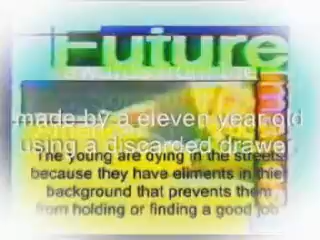 Future
made by a eleven year old
using a discarded drawer
The young are dying in the streets
because they have eliments in thier
background that prevents them
from holding or finding a good job